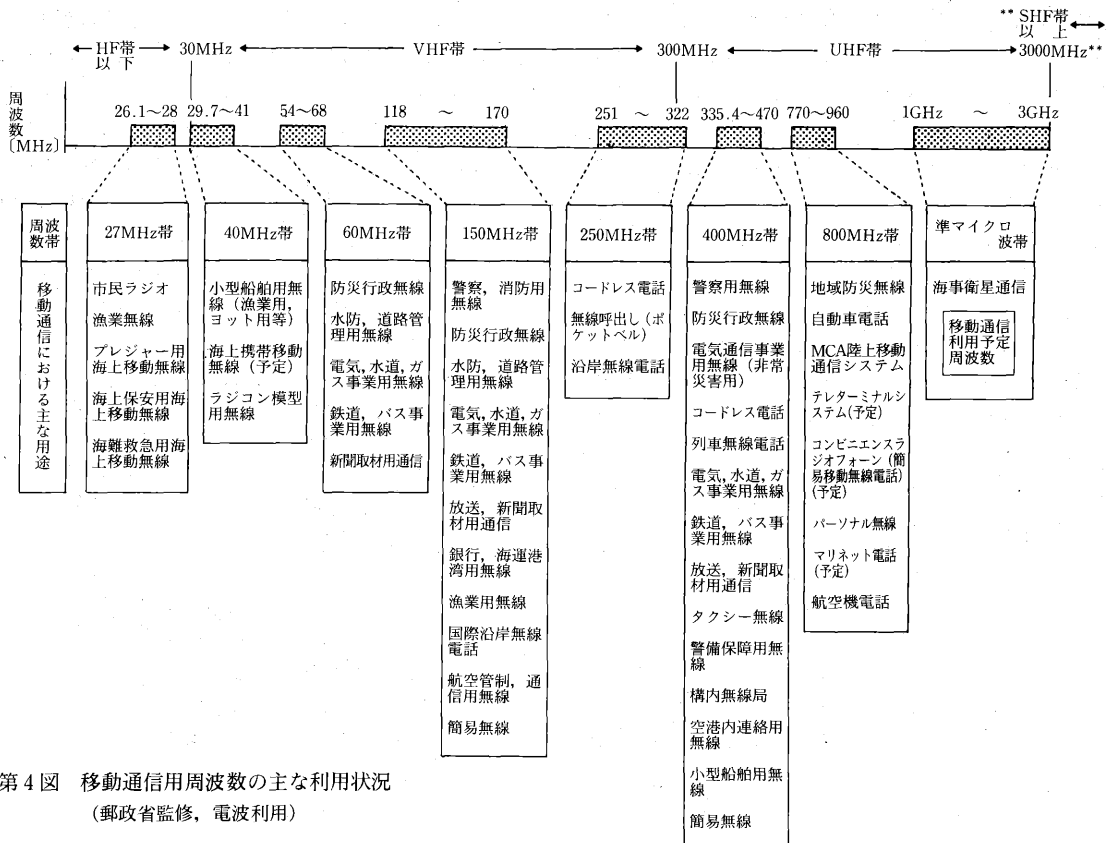 ** SHF帯
以上
HF帯
以下
30MHz
VHF帯
300MHz
UHF帯
3000MHz**
周波数
〔MHz〕
26.1～28
29.7～41
54～68
118 ～ 170
251 ～ 322
335.4～470
770～960
1GHz ～ 3GHz
周波
数帯
27MHz帯
40MHz帯
60MHz帯
150MHz帯
250MHz帯
400MHz帯
800MHz帯
準マイクロ
波帯
移動通信における主な用途
市民ラジオ
漁業無線
プレジャー用
海上移動無線
海上保安用海
上移動無線
海難救急用海
上移動無線
小型船舶用無
線（漁業用，
ヨット用等）
海上携帯移動
無線（予定）
ラジコン模型
用無線
防災行政無線
水防，道路管
理用無線
電気，水道，ガ
ス事業用無線
鉄道，バス事
業用無線
新聞取材用通信
警察，消防用
無線
防災行政無線
水防，道路管
理用無線
電気，水道，ガ
ス事業用無線
鉄道，バス事
業用無線
放送，新聞取
材用通信
銀行，海運港
湾用無線
漁業用無線
国際沿岸無線
電話
航空管制，通
信用無線
簡易無線
コードレス電話
無線呼出し（ポ
ケットベル）
沿岸無線電話
警察用無線
防災行政無線
電気通信事業
用無線（非常
災害用）
コードレス電話
列車無線電話
電気，水道，ガ
ス事業用無線
鉄道，バス事
業用無線
放送，新聞取
材用通信
タクシー無線
警備保障用無
線
構内無線局
空港内連絡用
無線
小型船舶用無
線
簡易無線
地域防災無線
自動車電話
MCA陸上移動
通信システム
テレターミナルシ
ステム（予定）
コンビニエンスラ
ジオフォーン（簡
易移動無線電話）
（予定）
パーソナル無線
マリネット電話
（予定）
航空機電話
海事衛星通信
移動通信
利用予定
周波数
第4図 移動通信用周波数の主な利用状況
（郵政省監修，電波利用）